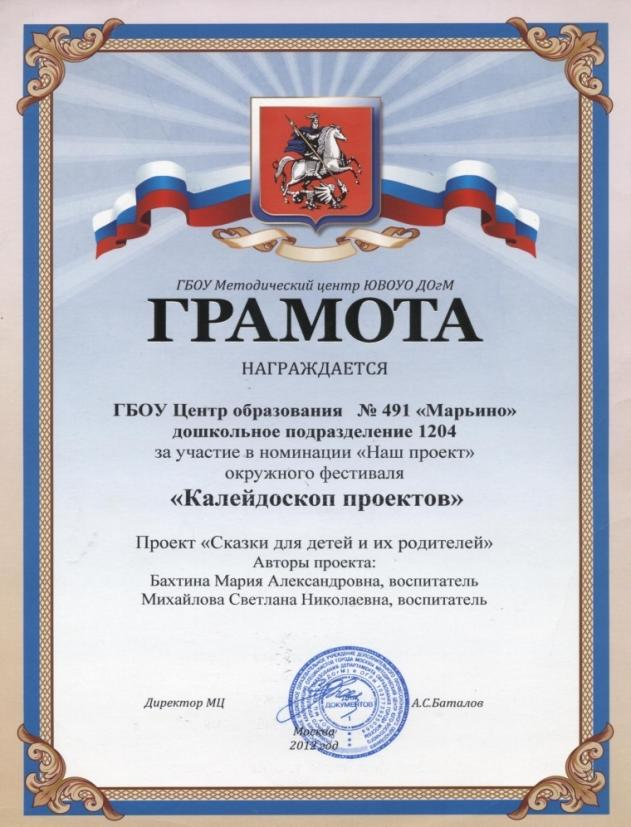 ГБОУ Методический центр ЮВОУО ДОгМ
ГРАМОТА
НАГРАЖДАЕТСЯ
ГБОУ Центр образования № 491 «Марьино»
дошкольное подразделение 1204
за участие в номинации «Наш проект»
окружного фестиваля
«Калейдоскоп проектов»
Проект «Сказки для детей и их родителей»
Авторы проекта:
Бахтина Мария Александровна, воспитатель
Михайлова Светлана Николаевна, воспитатель
Директор МЦ
ДОКУМЕНТОВ
А.С.Баталов
Москва
2012 год